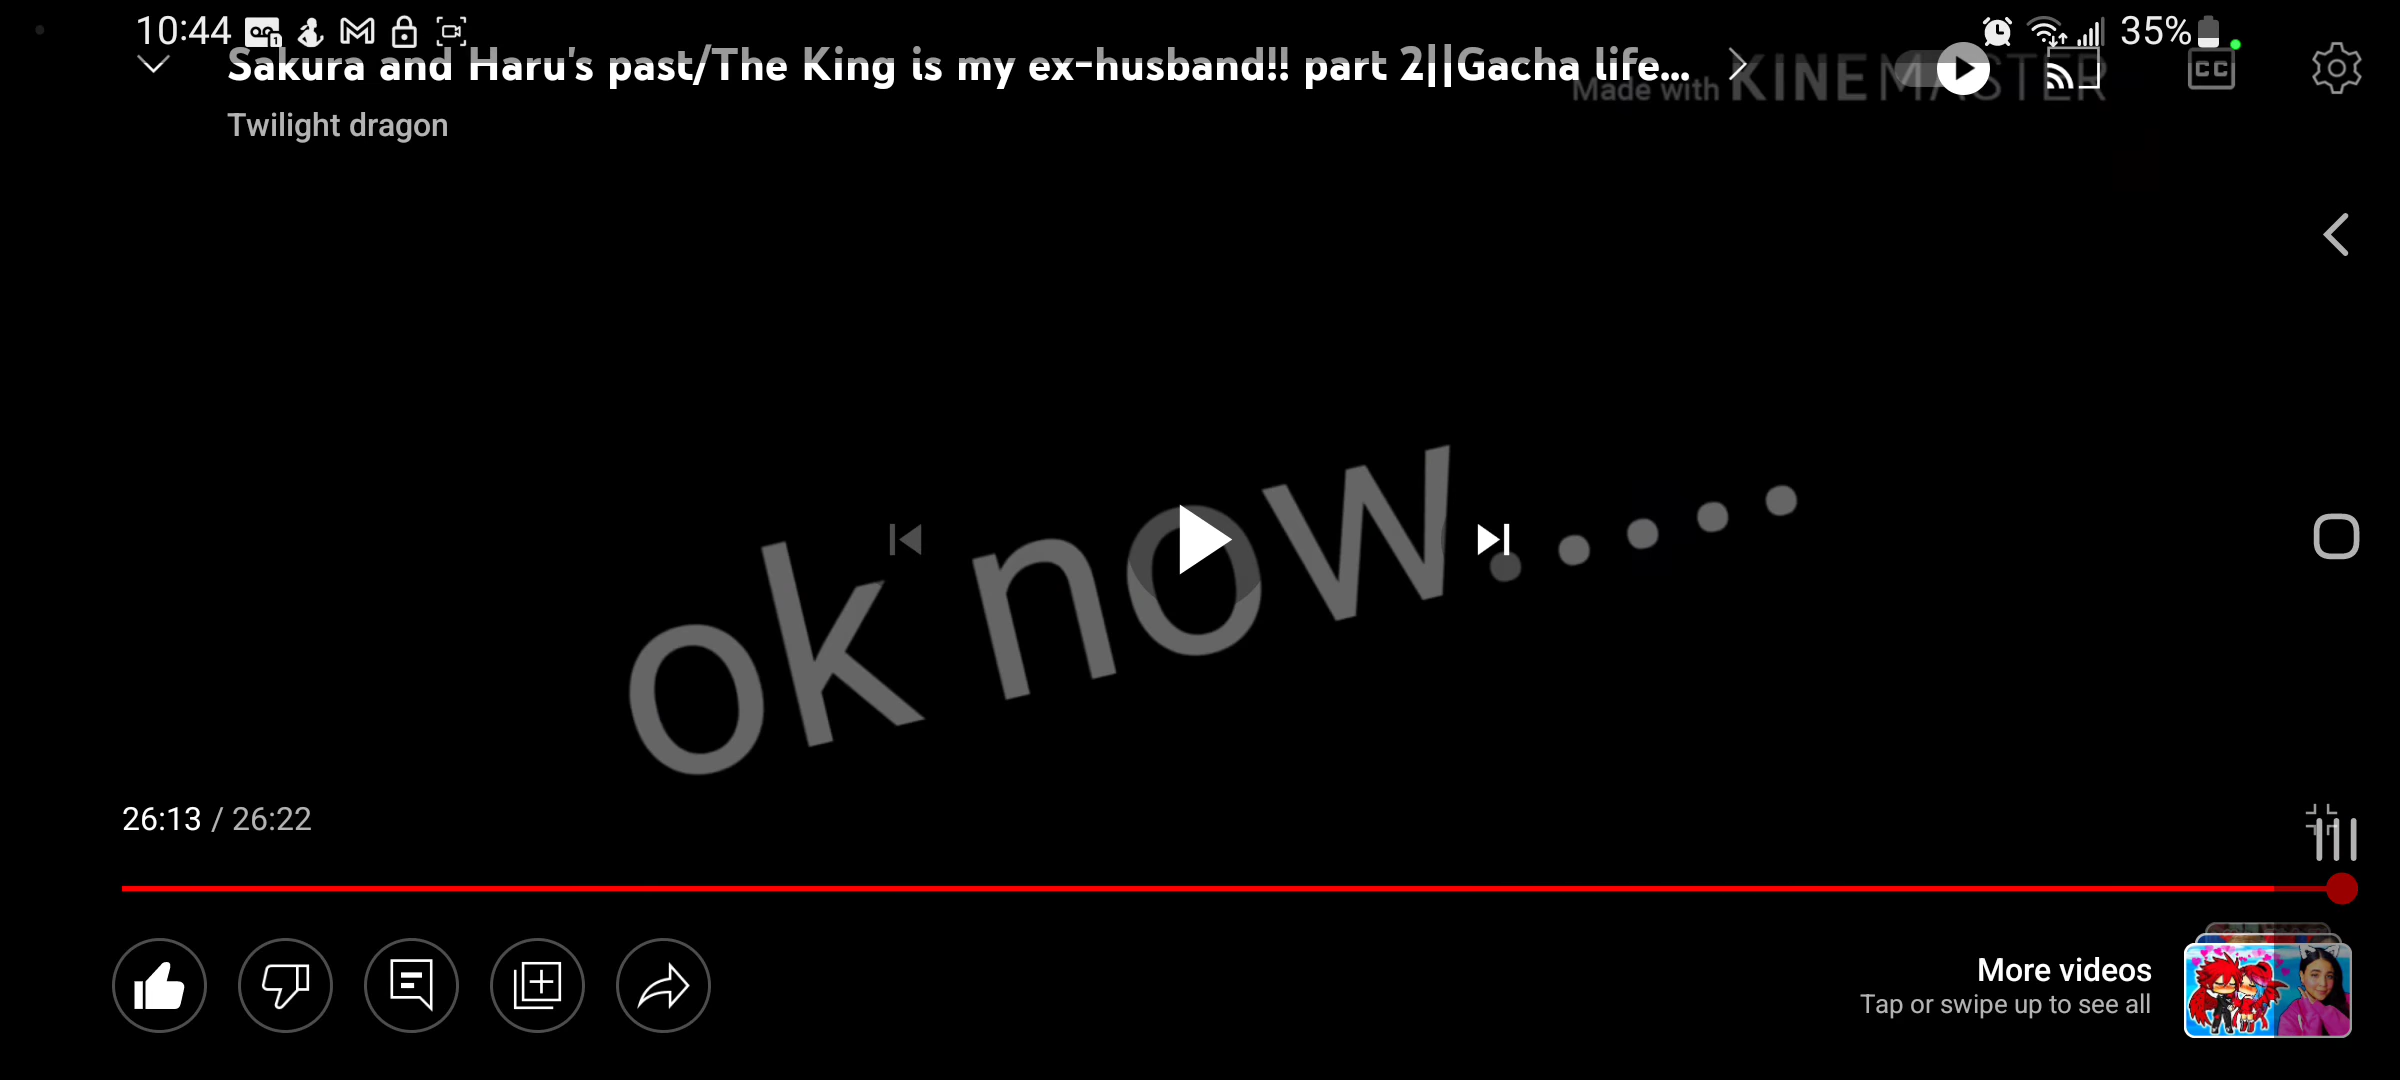 10:44
35%
Sakura and Haru's past/The King is my ex-husband!! part 2||Gacha life...
Made with KINEMASTER
CC
Twilight dragon
ok now.....
26:13 / 26:22
More videos
Tap or swipe up to see all